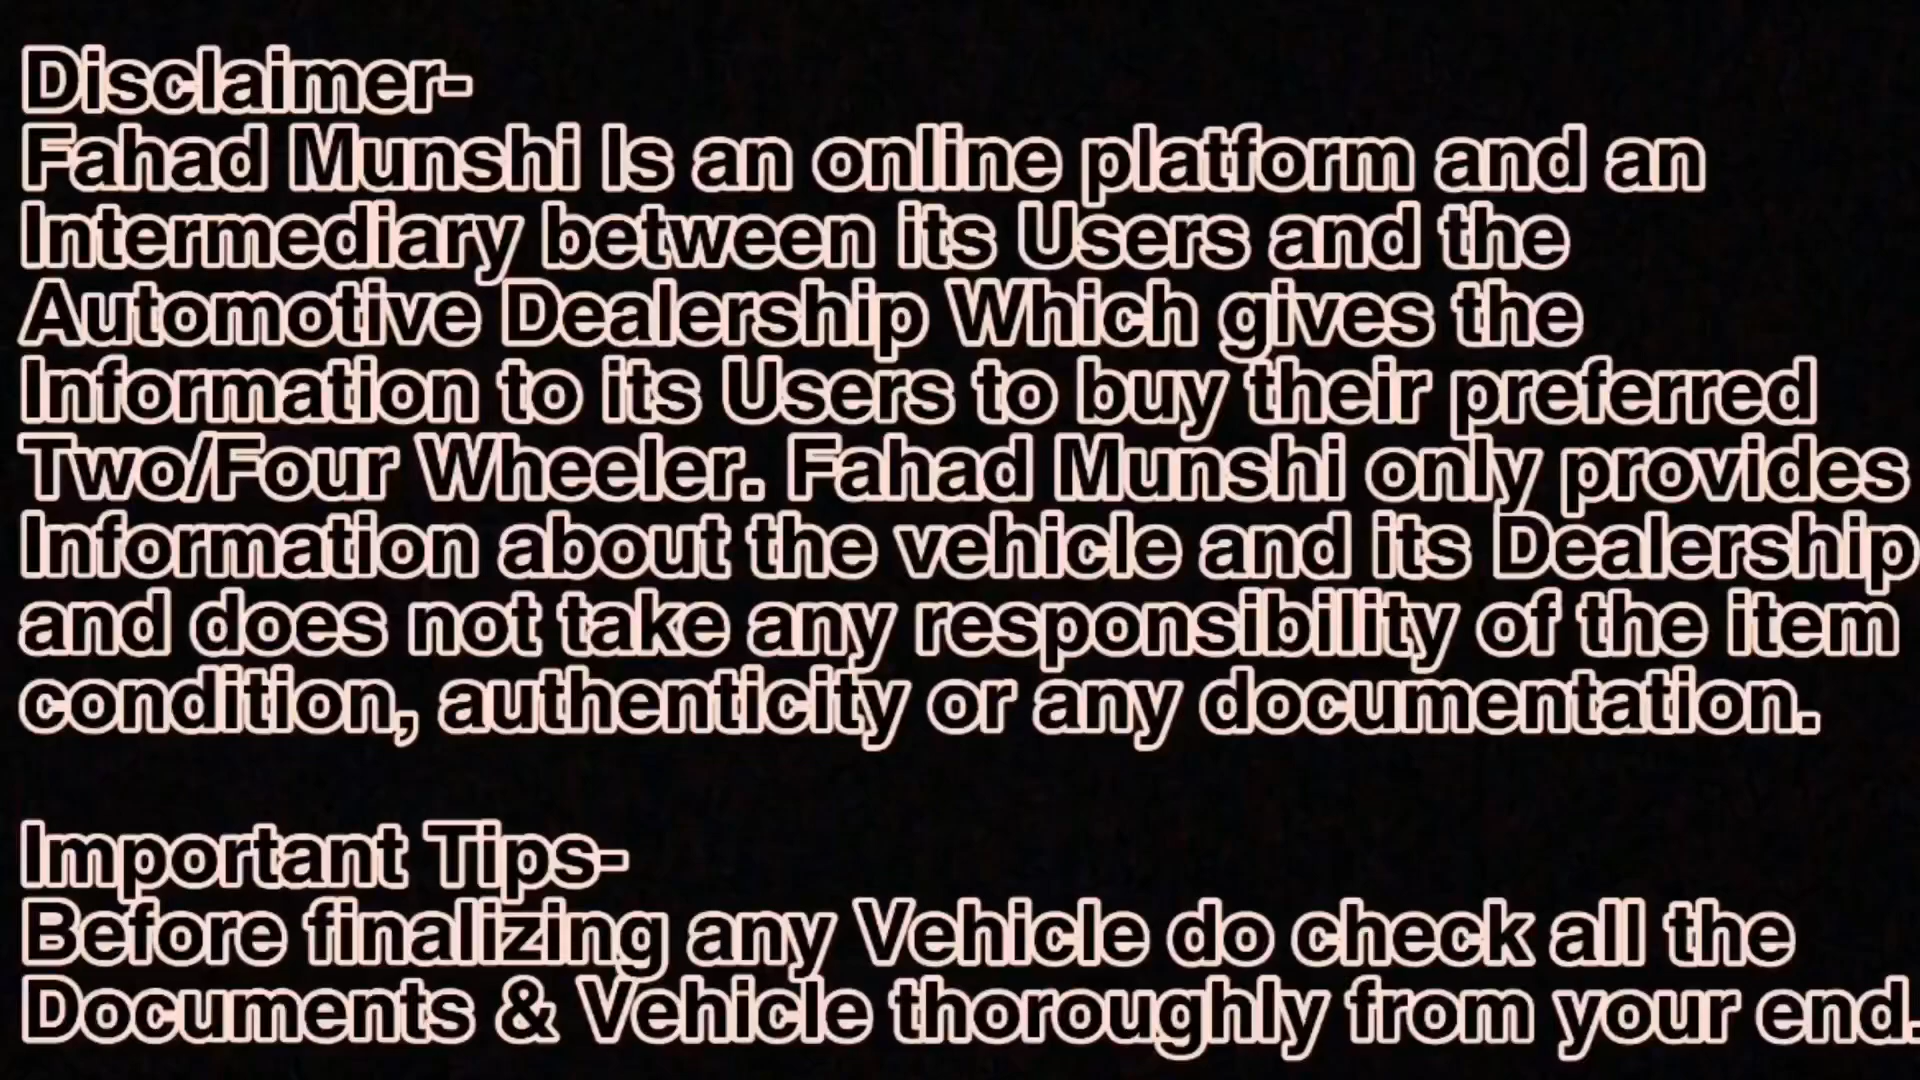 Disclaimer-
Fahad Munshi Is an online platform and an
Intermediary between its Users and the
Automotive Dealership Which gives the
Information to its Users to buy their preferred
Two/Four Wheeler. Fahad Munshi only provides
Information about the vehicle and its Dealership
and does not take any responsibility of the item
condition, authenticity or any documentation.
Important Tips-
Before finalizing any Vehicle do check all the
Documents & Vehicle thoroughly from your end.